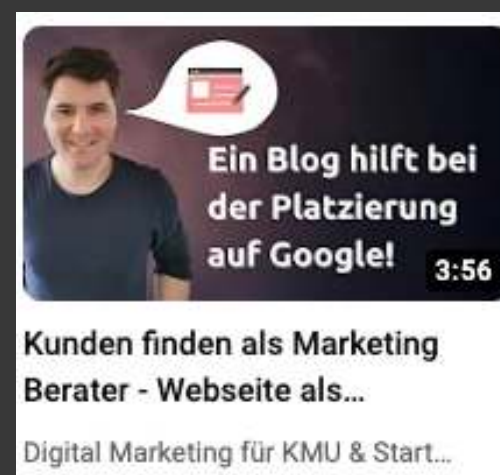 Ein Blog hilft bei
der Platzierung
auf Google!
3:56
Kunden finden als Marketing
Berater - Webseite als...
Digital Marketing für KMU & Start...